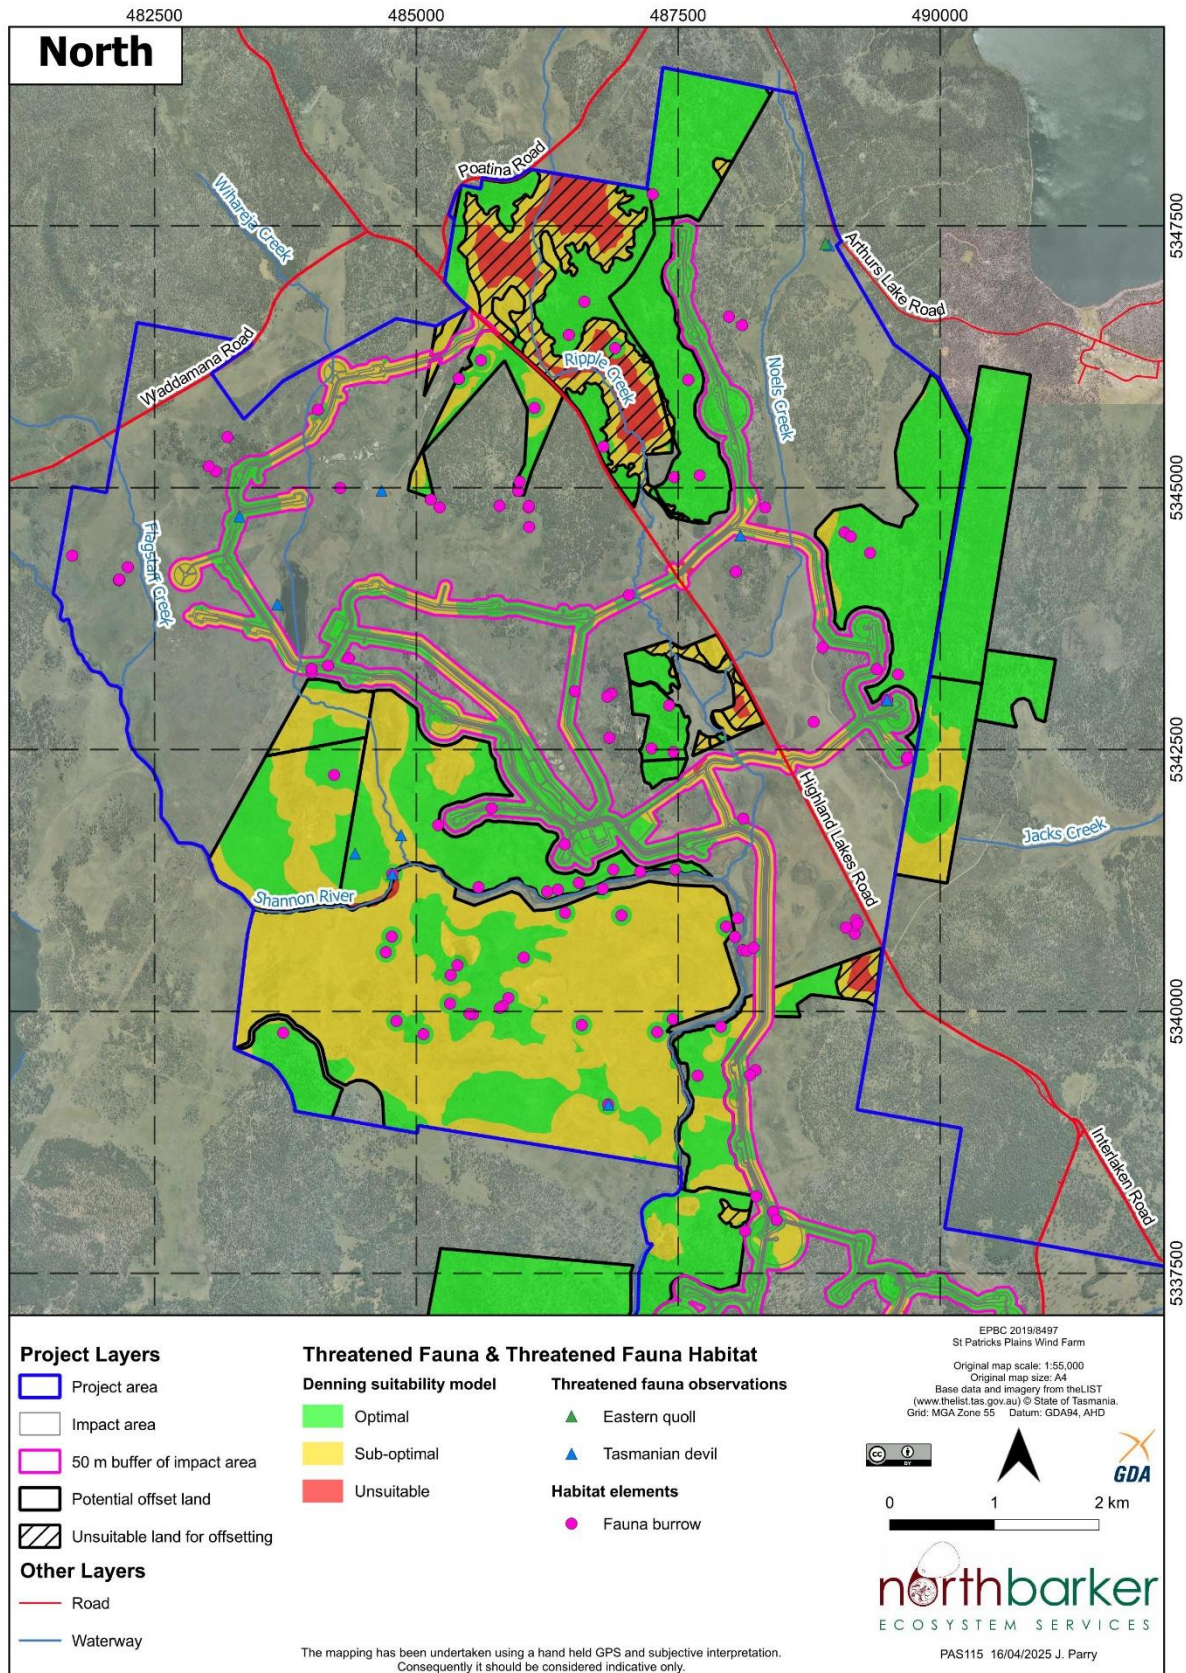 482500
485000
487500
490000
North
Poatina Road
Wihareja Creek
5347500
Arthurs Lake Road
Waddamana Road
Ripple Creek
Noels Creek
5345000
Flagstaff Creek
5342500
Highland Lakes Road
Jacks Creek
Shannon River
5340000
Interlaken Road
5337500
Project Layers
Project area
Impact area
50 m buffer of impact area
Potential offset land
Unsuitable land for offsetting
Other Layers
Road
Waterway
Threatened Fauna & Threatened Fauna Habitat
Denning suitability model
Optimal
Sub-optimal
Unsuitable
Threatened fauna observations
Eastern quoll
Tasmanian devil
Habitat elements
Fauna burrow
The mapping has been undertaken using a hand held GPS and subjective interpretation.
Consequently it should be considered indicative only.
EPBC 2019/8497
St Patricks Plains Wind Farm
Original map scale: 1:55,000
Original map size: A4
Base data and imagery from theLIST
(www.thelist.tas.gov.au) © State of Tasmania.
Grid: MGA Zone 55 Datum: GDA94, AHD
cc
BY
GDA
0 1 2 km
northbarker
ECOSYSTEM SERVICES
PAS115 16/04/2025 J. Parry